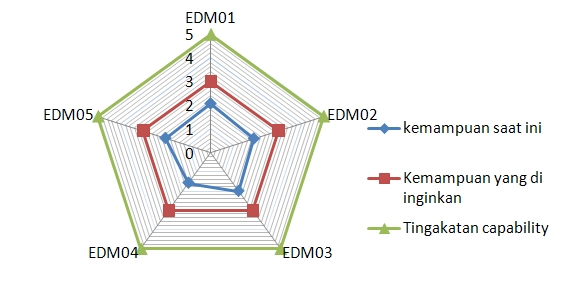 EDM01
5
4
3
2
1
0
EDM02
EDM03
EDM04
EDM05
kemampuan saat ini
Kemampuan yang di
inginkan
Tingakatan capability